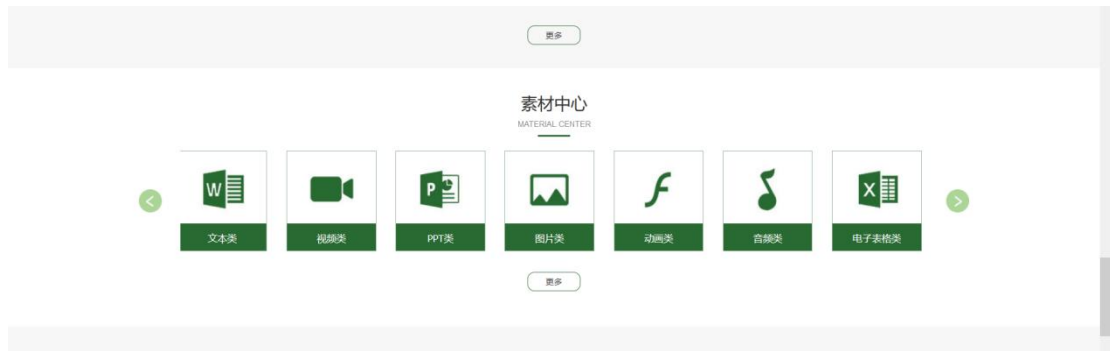 更多
素材中心
MATERIAL CENTER
W
P
X
文本类
视频类
PPT类
图片类
动画类
音频类
电子表格类
更多